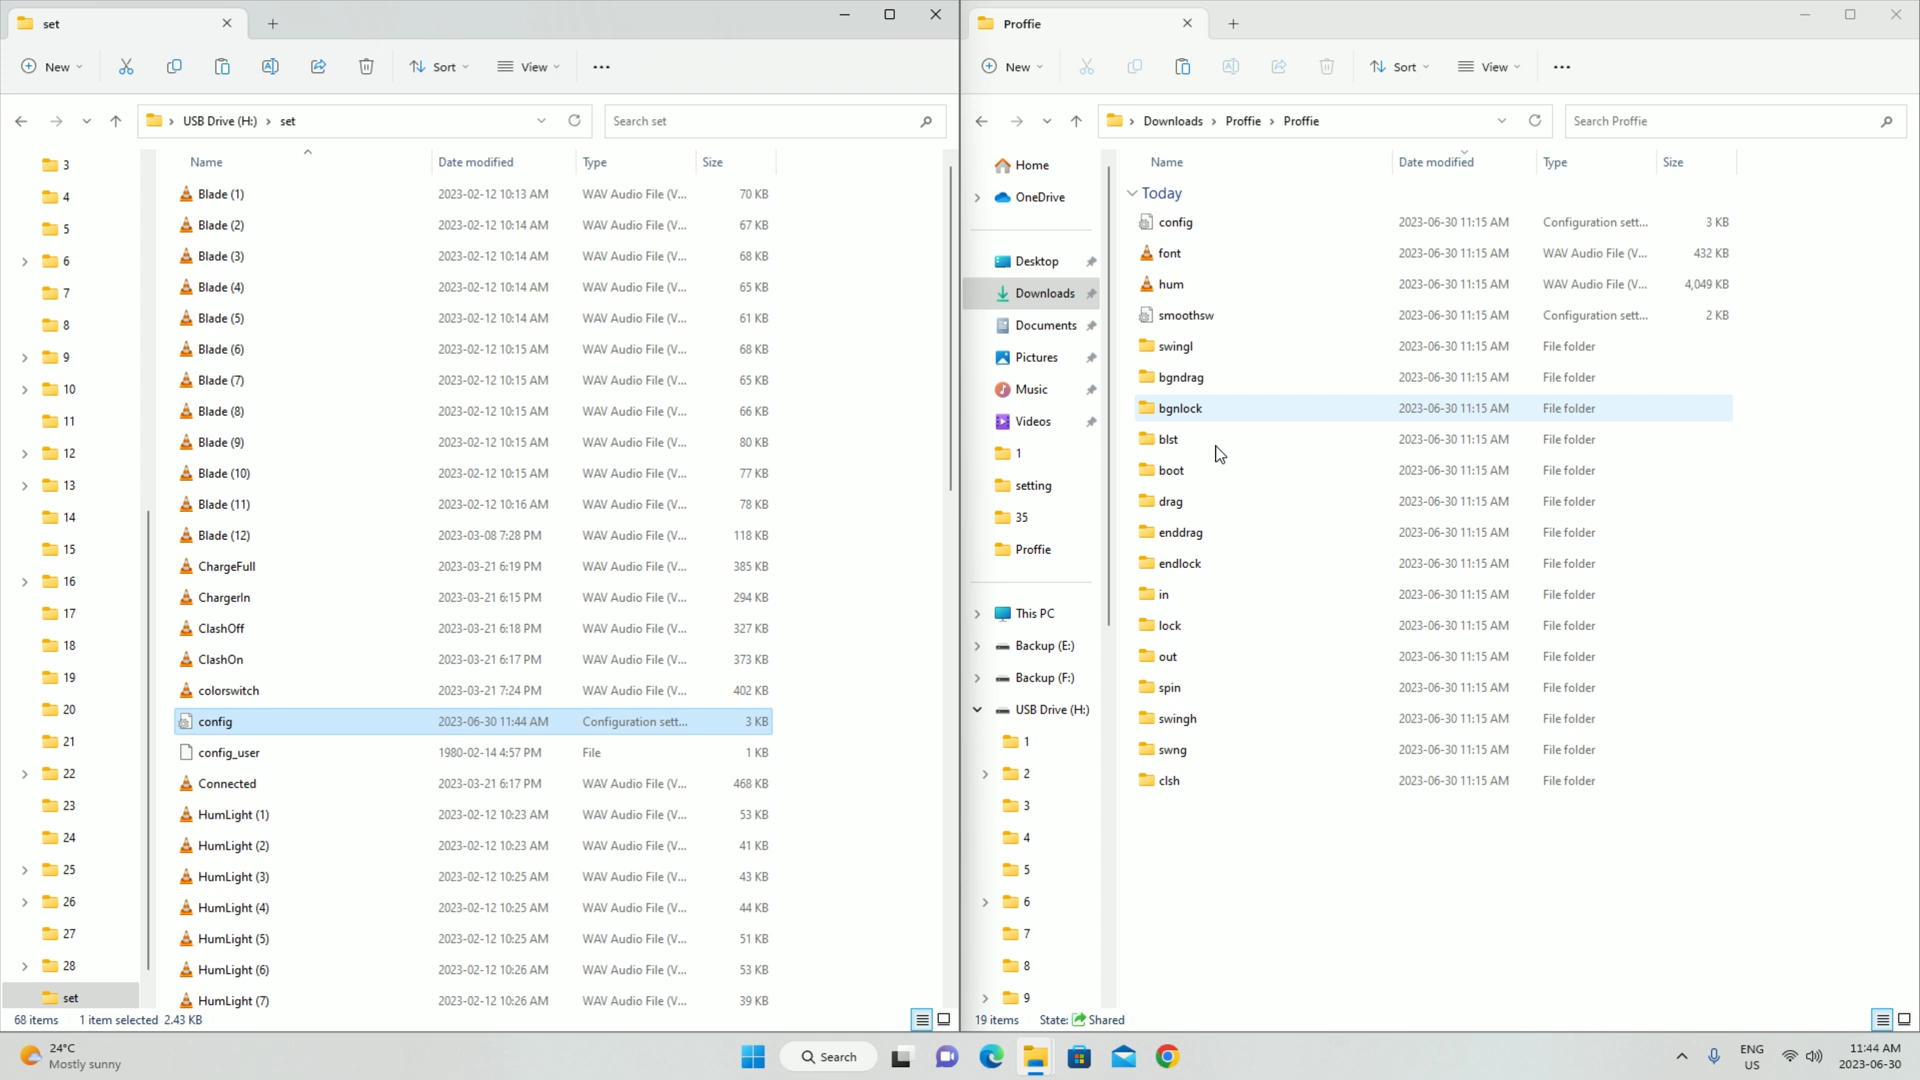 set
New
Sort
View
USB Drive (H:) > set
Search set
3
4
5
6
7
8
9
10
11
12
13
14
15
16
17
18
19
20
21
22
23
24
25
26
27
28
set
Name Date modified Type Size
Blade (1) 2023-02-12 10:13 AM WAV Audio File (V... 70 KB
Blade (2) 2023-02-12 10:14 AM WAV Audio File (V... 67 KB
Blade (3) 2023-02-12 10:14 AM WAV Audio File (V... 68 KB
Blade (4) 2023-02-12 10:14 AM WAV Audio File (V... 65 KB
Blade (5) 2023-02-12 10:14 AM WAV Audio File (V... 61 KB
Blade (6) 2023-02-12 10:15 AM WAV Audio File (V... 68 KB
Blade (7) 2023-02-12 10:15 AM WAV Audio File (V... 65 KB
Blade (8) 2023-02-12 10:15 AM WAV Audio File (V... 66 KB
Blade (9) 2023-02-12 10:15 AM WAV Audio File (V... 80 KB
Blade (10) 2023-02-12 10:15 AM WAV Audio File (V... 77 KB
Blade (11) 2023-02-12 10:16 AM WAV Audio File (V... 78 KB
Blade (12) 2023-03-08 7:28 PM WAV Audio File (V... 118 KB
ChargeFull 2023-03-21 6:19 PM WAV Audio File (V... 385 KB
ChargerIn 2023-03-21 6:15 PM WAV Audio File (V... 294 KB
ClashOff 2023-03-21 6:18 PM WAV Audio File (V... 327 KB
ClashOn 2023-03-21 6:17 PM WAV Audio File (V... 373 KB
colorswitch 2023-03-21 7:24 PM WAV Audio File (V... 402 KB
config 2023-06-30 11:44 AM Configuration sett... 3 KB
config_user 1980-02-14 4:57 PM File 1 KB
Connected 2023-03-21 6:17 PM WAV Audio File (V... 468 KB
HumLight (1) 2023-02-12 10:23 AM WAV Audio File (V... 53 KB
HumLight (2) 2023-02-12 10:23 AM WAV Audio File (V... 41 KB
HumLight (3) 2023-02-12 10:25 AM WAV Audio File (V... 43 KB
HumLight (4) 2023-02-12 10:25 AM WAV Audio File (V... 44 KB
HumLight (5) 2023-02-12 10:25 AM WAV Audio File (V... 51 KB
HumLight (6) 2023-02-12 10:26 AM WAV Audio File (V... 53 KB
HumLight (7) 2023-02-12 10:26 AM WAV Audio File (V... 39 KB
68 items 1 item selected 2.43 KB
Proffie
New
Sort
View
Downloads > Proffie > Proffie
Search Proffie
Home
OneDrive
Desktop
Downloads
Documents
Pictures
Music
Videos
1
setting
35
Proffie
This PC
Backup (E:)
Backup (F:)
USB Drive (H:)
1
2
3
4
5
6
7
8
9
Name Date modified Type Size
Today
config 2023-06-30 11:15 AM Configuration sett... 3 KB
font 2023-06-30 11:15 AM WAV Audio File (V... 432 KB
hum 2023-06-30 11:15 AM WAV Audio File (V... 4,049 KB
smoothsw 2023-06-30 11:15 AM Configuration sett... 2 KB
swingl 2023-06-30 11:15 AM File folder
bgndrag 2023-06-30 11:15 AM File folder
bgnlock 2023-06-30 11:15 AM File folder
blst 2023-06-30 11:15 AM File folder
boot 2023-06-30 11:15 AM File folder
drag 2023-06-30 11:15 AM File folder
enddrag 2023-06-30 11:15 AM File folder
endlock 2023-06-30 11:15 AM File folder
in 2023-06-30 11:15 AM File folder
lock 2023-06-30 11:15 AM File folder
out 2023-06-30 11:15 AM File folder
spin 2023-06-30 11:15 AM File folder
swingh 2023-06-30 11:15 AM File folder
swng 2023-06-30 11:15 AM File folder
clsh 2023-06-30 11:15 AM File folder
19 items State: Shared
24°C
Mostly sunny
Search
ENG
US
11:44 AM
2023-06-30